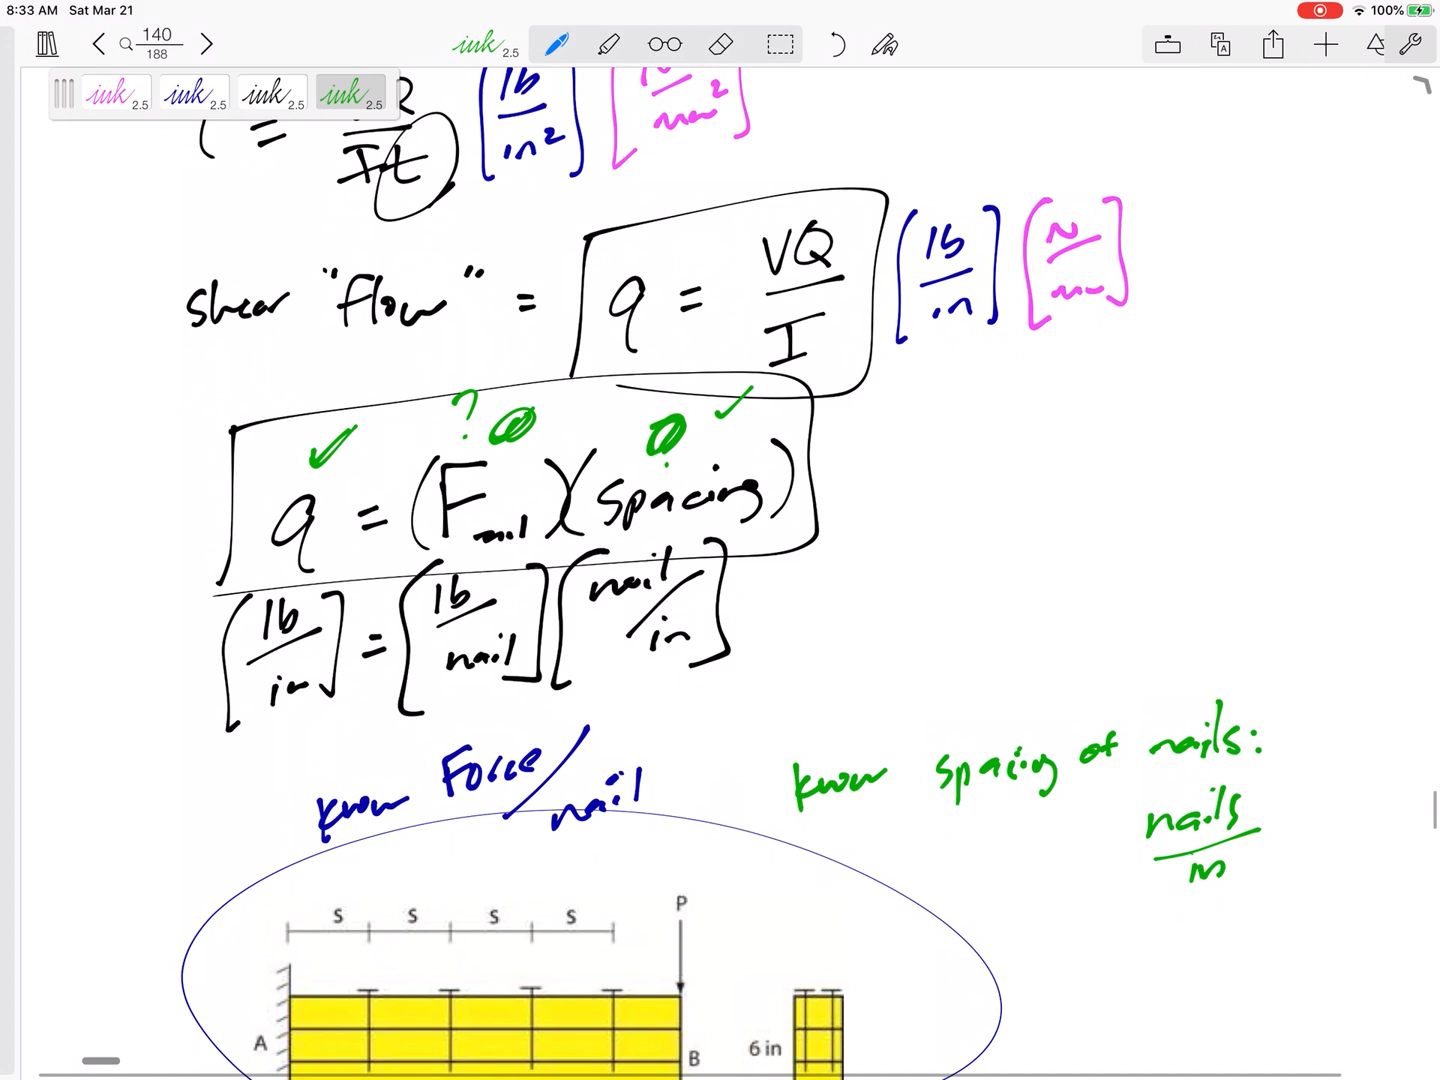 8:33 AM Sat Mar 21
100%
140
188
ink 2.5
ink 2.5 ink 2.5 ink 2.5 ink 2.5
= It [lb/in²] [N/mm²]
shear "flow" = q = VQ/I [lb/in] [N/m]
✓ ? ✓
q = (F nail)(spacing)
[lb/in] = [lb/nail] [nail/in]
know Force/nail
know spacing of nails:
nails/m
S S S S
P
A
B
6 in